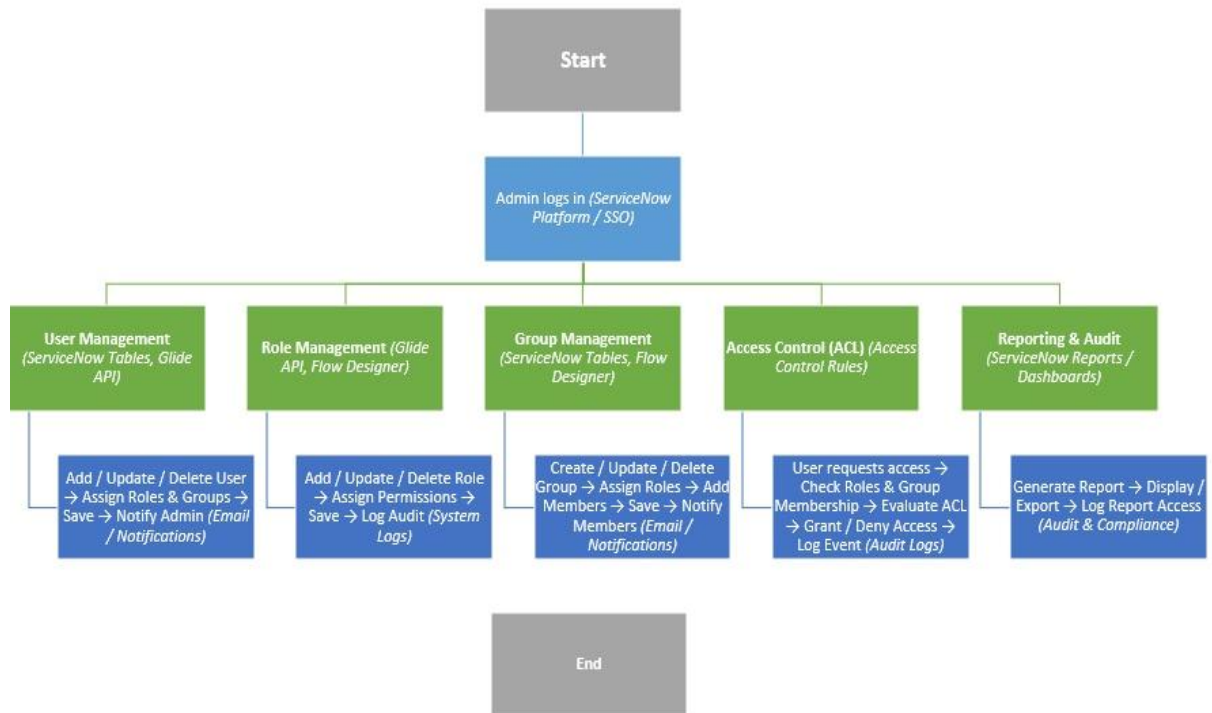 Start
Admin logs in (ServiceNow
Platform / SSO)
User Management
(ServiceNow Tables, Glide
API)
Role Management (Glide
API, Flow Designer)
Group Management
(ServiceNow Tables, Flow
Designer)
Access Control (ACL) (Access
Control Rules)
Reporting & Audit
(ServiceNow Reports /
Dashboards)
Add / Update / Delete User
→ Assign Roles & Groups →
Save → Notify Admin (Email
/ Notifications)
Add / Update / Delete Role
→ Assign Permissions →
Save → Log Audit (System
Logs)
Create / Update / Delete
Group → Assign Roles → Add
Members → Save → Notify
Members (Email /
Notifications)
User requests access →
Check Roles & Group
Membership → Evaluate ACL
→ Grant / Deny Access →
Log Event (Audit Logs)
Generate Report → Display /
Export → Log Report Access
(Audit & Compliance)
End